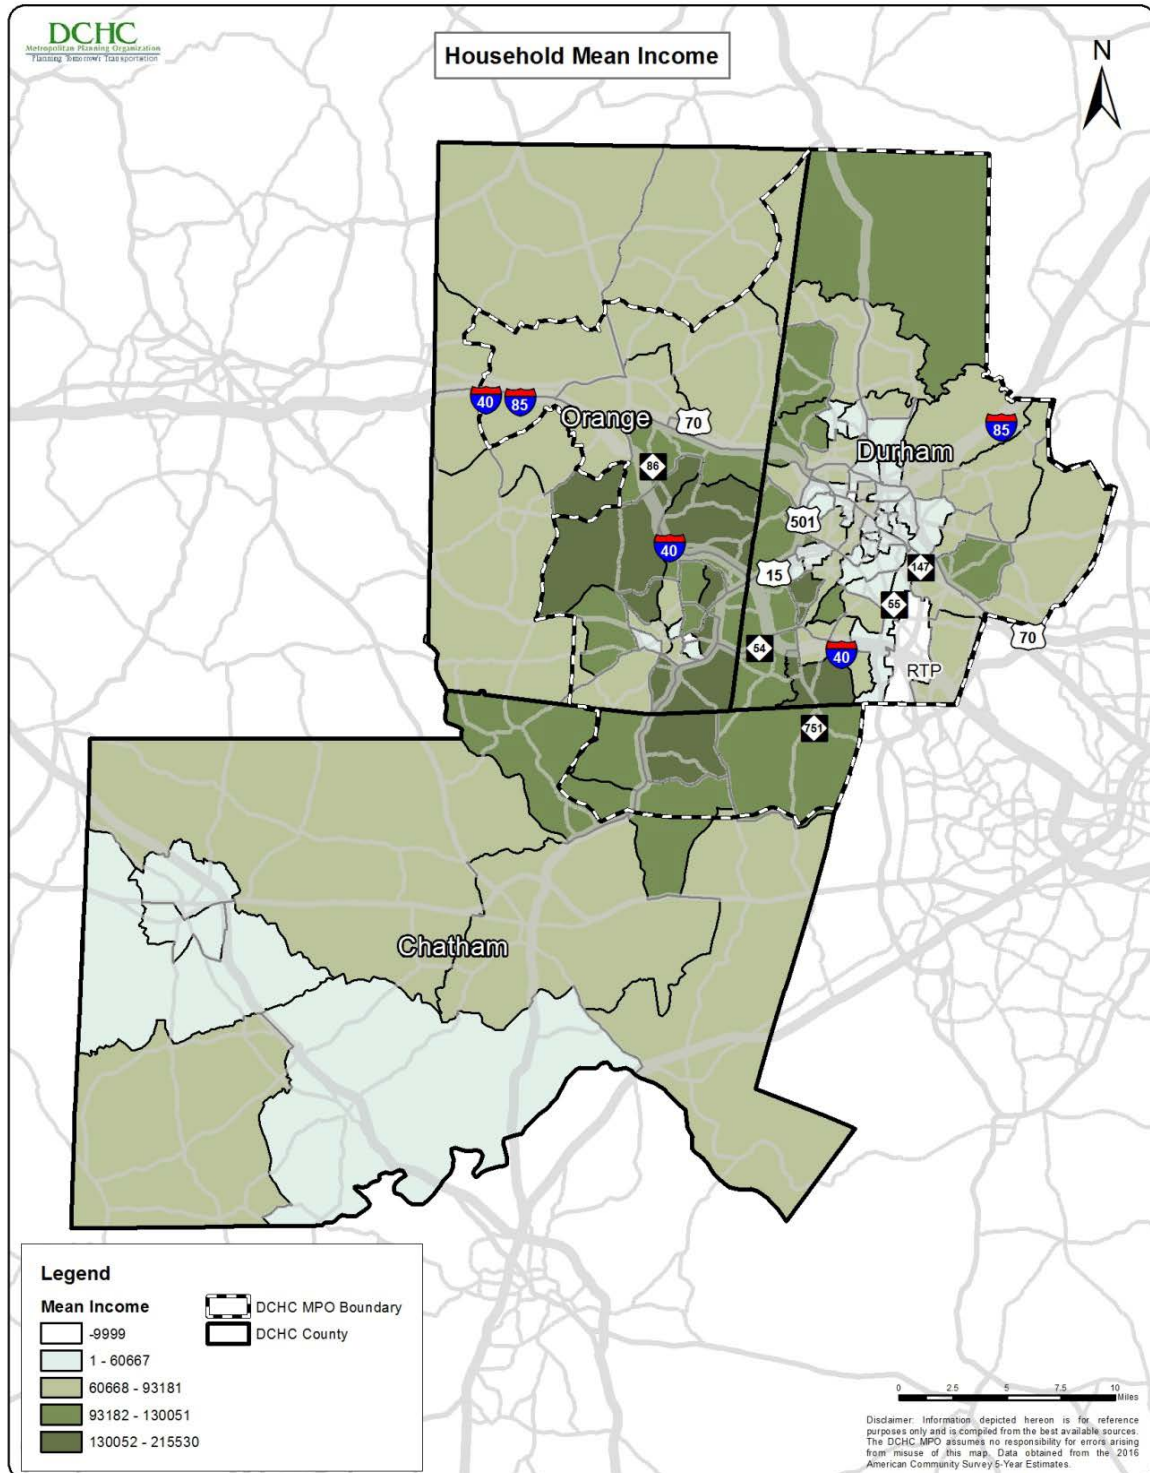 DCHC
Metropolitan Planning Organization
Planning Tomorrow's Transportation
Household Mean Income
N
40
85
Orange
70
86
85
Durham
501
40
15
147
55
54
40
70
RTP
751
Chatham
Legend
Mean Income
-9999
1 - 60667
60668 - 93181
93182 - 130051
130052 - 215530
DCHC MPO Boundary
DCHC County
0 2.5 5 7.5 10
Miles
Disclaimer: Information depicted hereon is for reference
purposes only and is compiled from the best available sources.
The DCHC MPO assumes no responsibility for errors arising
from misuse of this map. Data obtained from the 2016
American Community Survey 5-Year Estimates.